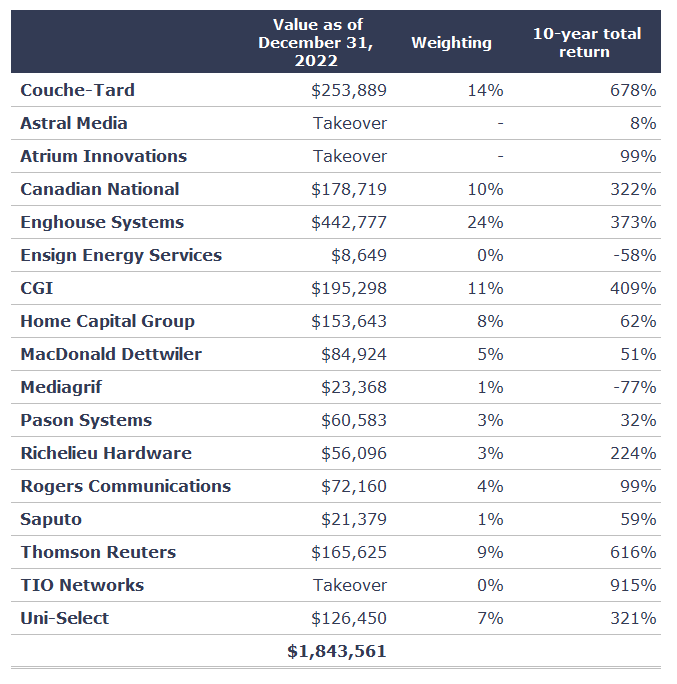 Value as of December 31, 2022 Weighting 10-year total return
Couche-Tard $253,889 14% 678%
Astral Media Takeover - 8%
Atrium Innovations Takeover - 99%
Canadian National $178,719 10% 322%
Enghouse Systems $442,777 24% 373%
Ensign Energy Services $8,649 0% -58%
CGI $195,298 11% 409%
Home Capital Group $153,643 8% 62%
MacDonald Dettwiler $84,924 5% 51%
Mediagrif $23,368 1% -77%
Pason Systems $60,583 3% 32%
Richelieu Hardware $56,096 3% 224%
Rogers Communications $72,160 4% 99%
Saputo $21,379 1% 59%
Thomson Reuters $165,625 9% 616%
TIO Networks Takeover 0% 915%
Uni-Select $126,450 7% 321%
$1,843,561